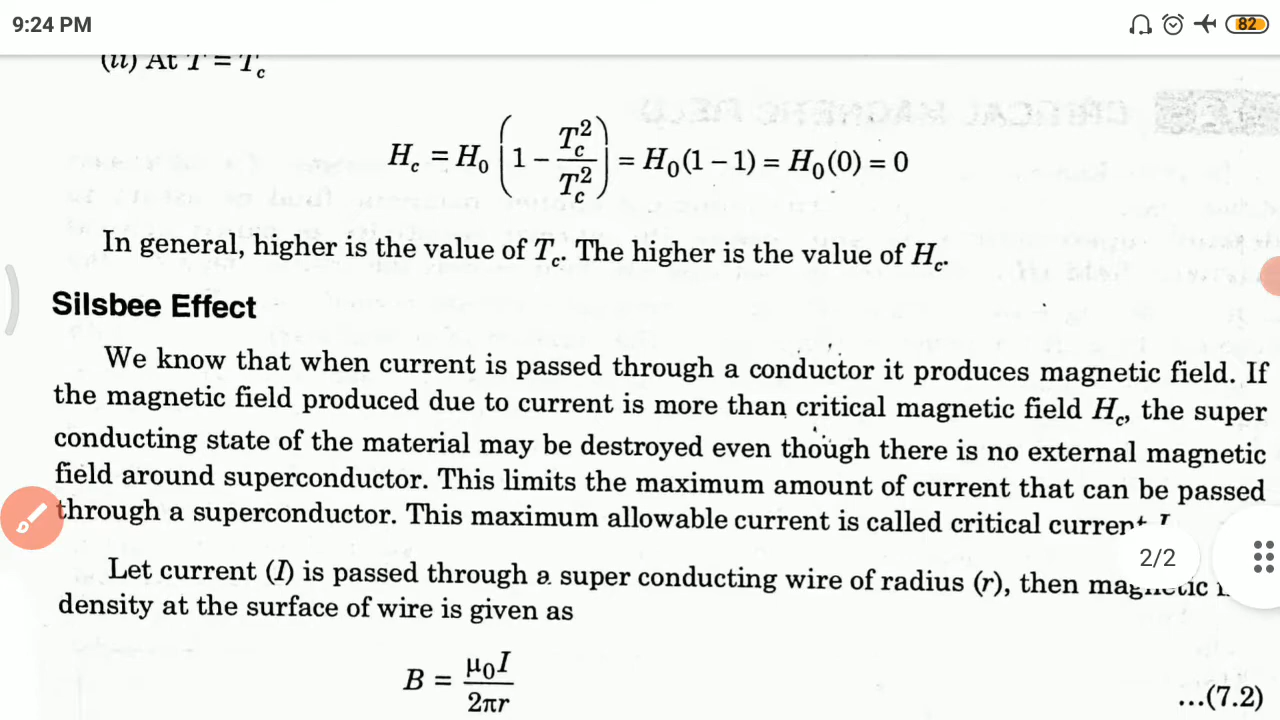 9:24 PM
82
(ii) At T = T_c
H_c = H_0 (1 − T_c^2 / T_c^2) = H_0(1 − 1) = H_0(0) = 0
In general, higher is the value of T_c. The higher is the value of H_c.
Silsbee Effect
We know that when current is passed through a conductor it produces magnetic field. If
the magnetic field produced due to current is more than critical magnetic field H_c, the super
conducting state of the material may be destroyed even though there is no external magnetic
field around superconductor. This limits the maximum amount of current that can be passed
through a superconductor. This maximum allowable current is called critical current
2/2
Let current (I) is passed through a super conducting wire of radius (r), then magnetic
density at the surface of wire is given as
B = μ_0 I / 2πr
...(7.2)